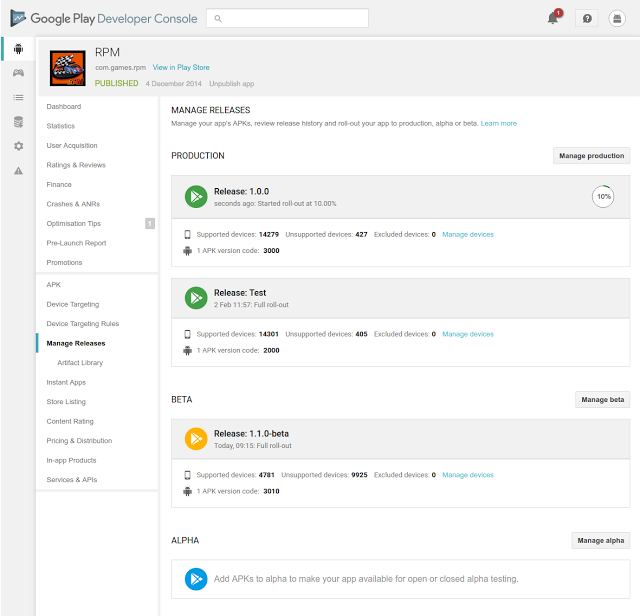 Google Play Developer Console
1
RPM
com.games.rpm View in Play Store
PUBLISHED 4 December 2014 Unpublish app
Dashboard
Statistics
User Acquisition
Ratings & Reviews
Finance
Crashes & ANRs
Optimisation Tips 1
Pre-Launch Report
Promotions
APK
Device Targeting
Device Targeting Rules
Manage Releases
Artifact Library
Instant Apps
Store Listing
Content Rating
Pricing & Distribution
In-app Products
Services & APIs
MANAGE RELEASES
Manage your app's APKs, review release history and roll-out your app to production, alpha or beta. Learn more
PRODUCTION Manage production
Release: 1.0.0
seconds ago: Started roll-out at 10.00%
10%
Supported devices: 14279 Unsupported devices: 427 Excluded devices: 0 Manage devices
1 APK version code: 3000
Release: Test
2 Feb 11:57: Full roll-out
Supported devices: 14301 Unsupported devices: 405 Excluded devices: 0 Manage devices
1 APK version code: 2000
BETA Manage beta
Release: 1.1.0-beta
Today, 09:15: Full roll-out
Supported devices: 4781 Unsupported devices: 9925 Excluded devices: 0 Manage devices
1 APK version code: 3010
ALPHA Manage alpha
Add APKs to alpha to make your app available for open or closed alpha testing.